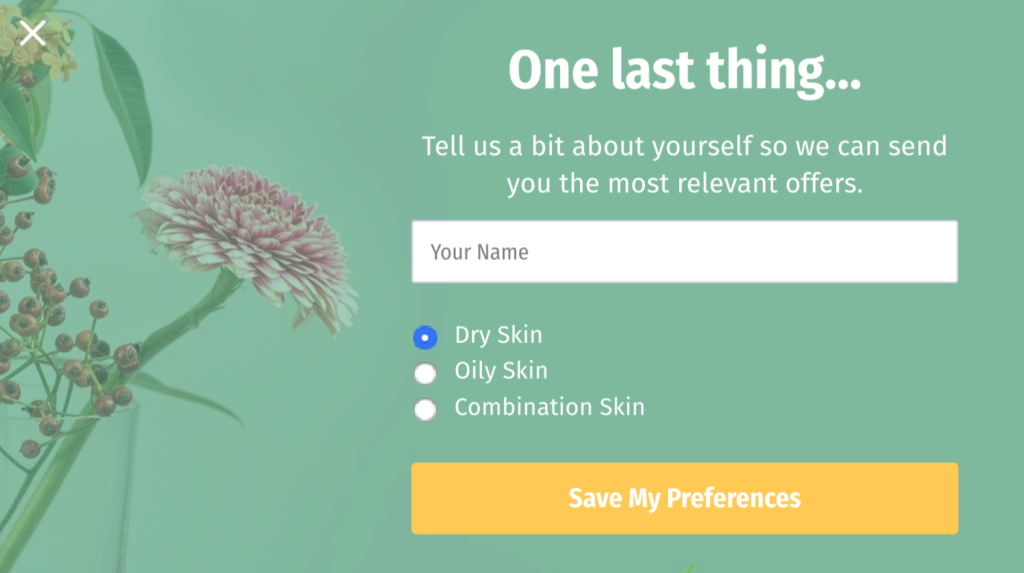 One last thing...
Tell us a bit about yourself so we can send
you the most relevant offers.
Your Name
Dry Skin
Oily Skin
Combination Skin
Save My Preferences